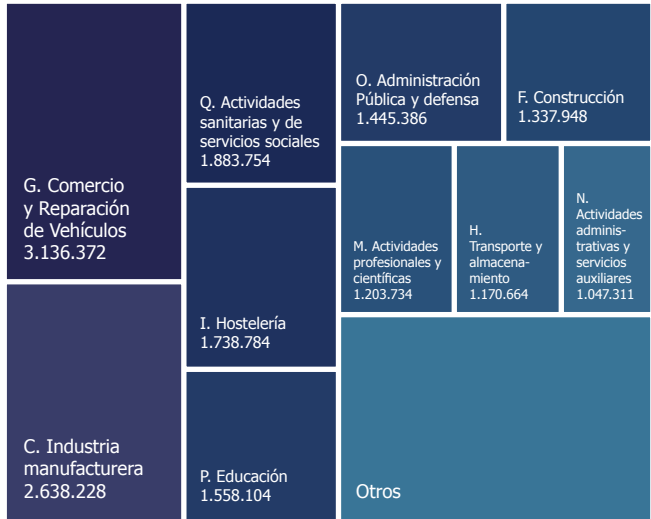 G. Comercio
y Reparación
de Vehículos
3.136.372
C. Industria
manufacturera
2.638.228
Q. Actividades
sanitarias y de
servicios sociales
1.883.754
I. Hostelería
1.738.784
P. Educación
1.558.104
O. Administración
Pública y defensa
1.445.386
F. Construcción
1.337.948
M. Actividades
profesionales y
científicas
1.203.734
H.
Transporte y
almacena-
miento
1.170.664
N.
Actividades
adminis-
trativas y
servicios
auxiliares
1.047.311
Otros